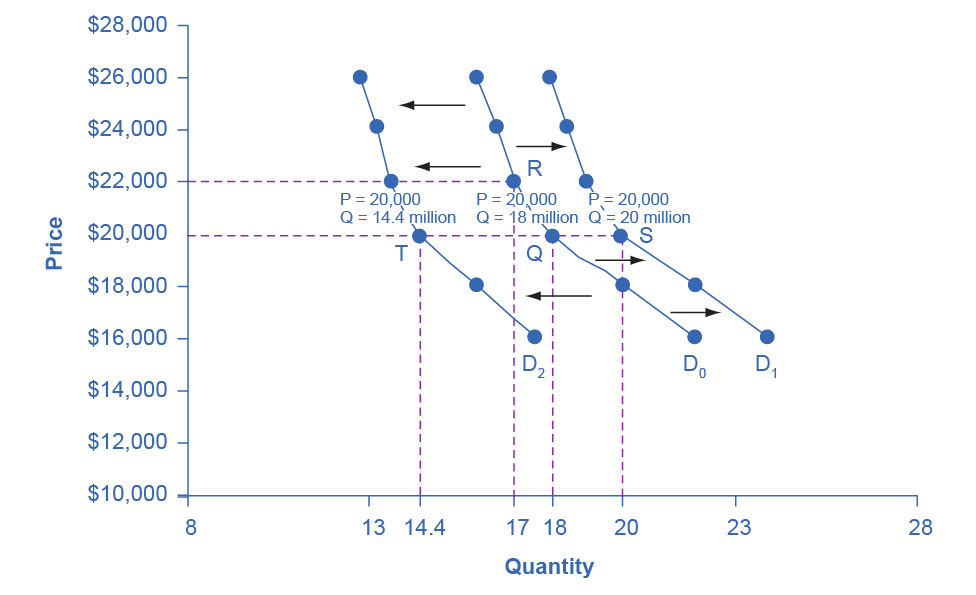 $28,000
$26,000
$24,000
$22,000
$20,000
$18,000
$16,000
$14,000
$12,000
$10,000
Price
R
P = 20,000
Q = 14.4 million
P = 20,000
Q = 18 million
P = 20,000
Q = 20 million
T
Q
S
D2
D0
D1
8
13
14.4
17
18
20
23
28
Quantity